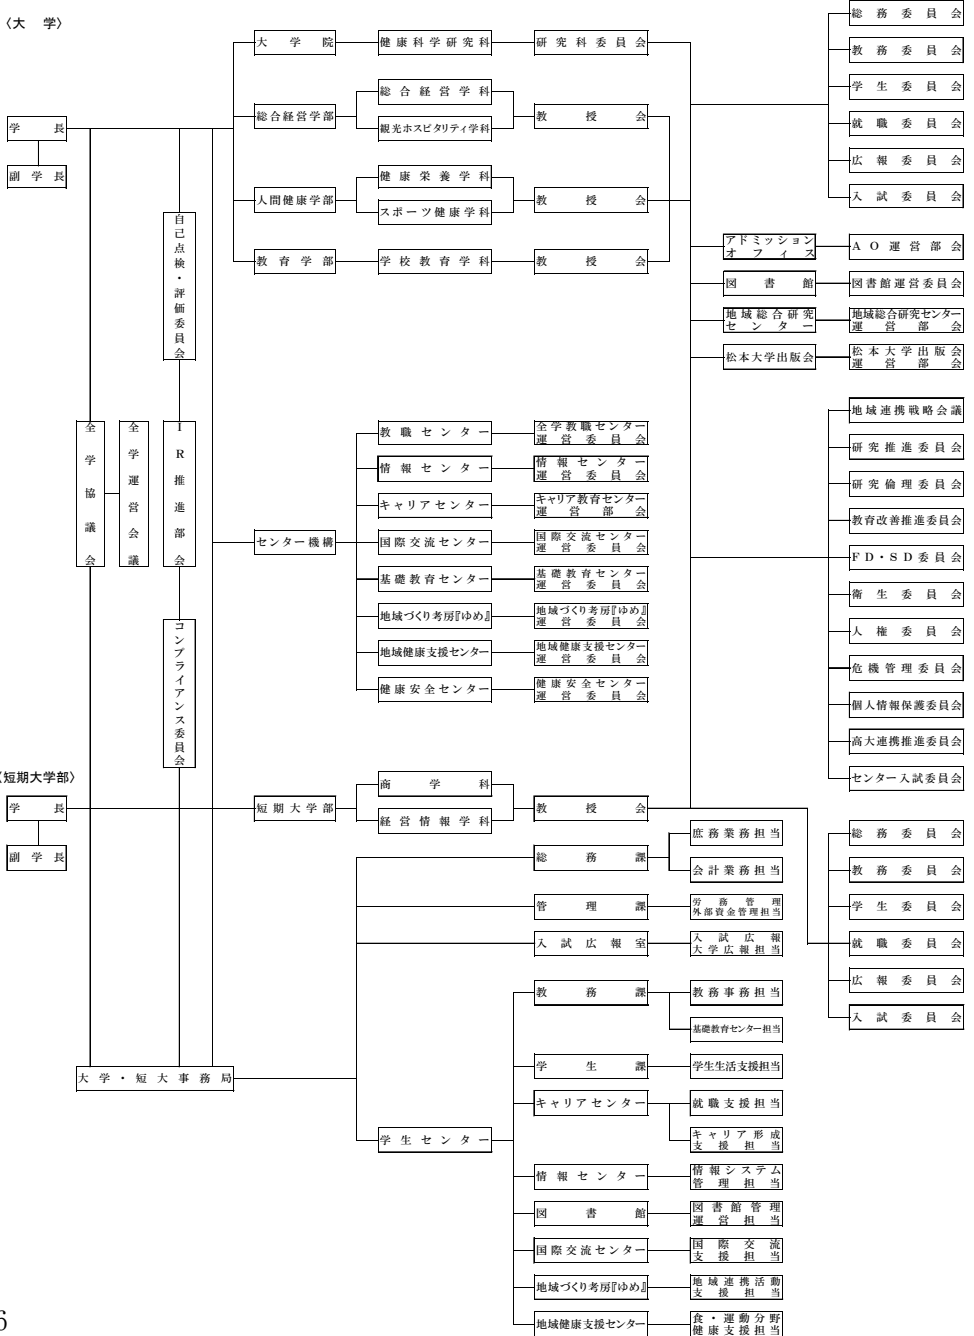 〈大 学〉
学長
副学長
自己点検・評価委員会
全学協議会
全学運営会議
IR推進部会
コンプライアンス委員会
大学院
健康科学研究科
研究科委員会
総合経営学部
総合経営学科
観光ホスピタリティ学科
教授会
人間健康学部
健康栄養学科
スポーツ健康学科
教授会
教育学部
学校教育学科
教授会
総務委員会
教務委員会
学生委員会
就職委員会
広報委員会
入試委員会
アドミッション
オフィス
AO運営部会
図書館
図書館運営委員会
地域総合研究
センター
地域総合研究センター
運営部会
松本大学出版会
松本大学出版会
運営部会
センター機構
教職センター
全学教職センター
運営委員会
情報センター
情報センター
運営委員会
キャリアセンター
キャリア教育センター
運営部会
国際交流センター
国際交流センター
運営委員会
基礎教育センター
基礎教育センター
運営委員会
地域づくり考房『ゆめ』
地域づくり考房『ゆめ』
運営委員会
地域健康支援センター
地域健康支援センター
運営委員会
健康安全センター
健康安全センター
運営委員会
地域連携戦略会議
研究推進委員会
研究倫理委員会
教育改善推進委員会
FD・SD委員会
衛生委員会
人権委員会
危機管理委員会
個人情報保護委員会
高大連携推進委員会
センター入試委員会
〈短期大学部〉
学長
副学長
短期大学部
商学科
経営情報学科
教授会
総務委員会
教務委員会
学生委員会
就職委員会
広報委員会
入試委員会
大学・短大事務局
総務課
庶務業務担当
会計業務担当
管理課
労務管理
外部資金管理担当
入試広報室
入試広報
大学広報担当
学生センター
教務課
教務事務担当
基礎教育センター担当
学生課
学生生活支援担当
キャリアセンター
就職支援担当
キャリア形成
支援担当
情報センター
情報システム
管理担当
図書館
図書館管理
運営担当
国際交流センター
国際交流
支援担当
地域づくり考房『ゆめ』
地域連携活動
支援担当
地域健康支援センター
食・運動分野
健康支援担当
6